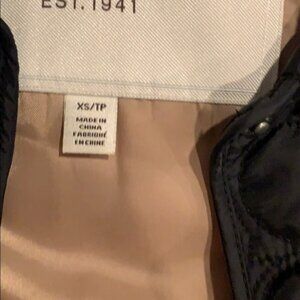 EST. 1941
XS/TP
MADE IN
CHINA
FABRIQUÉ
EN CHINE